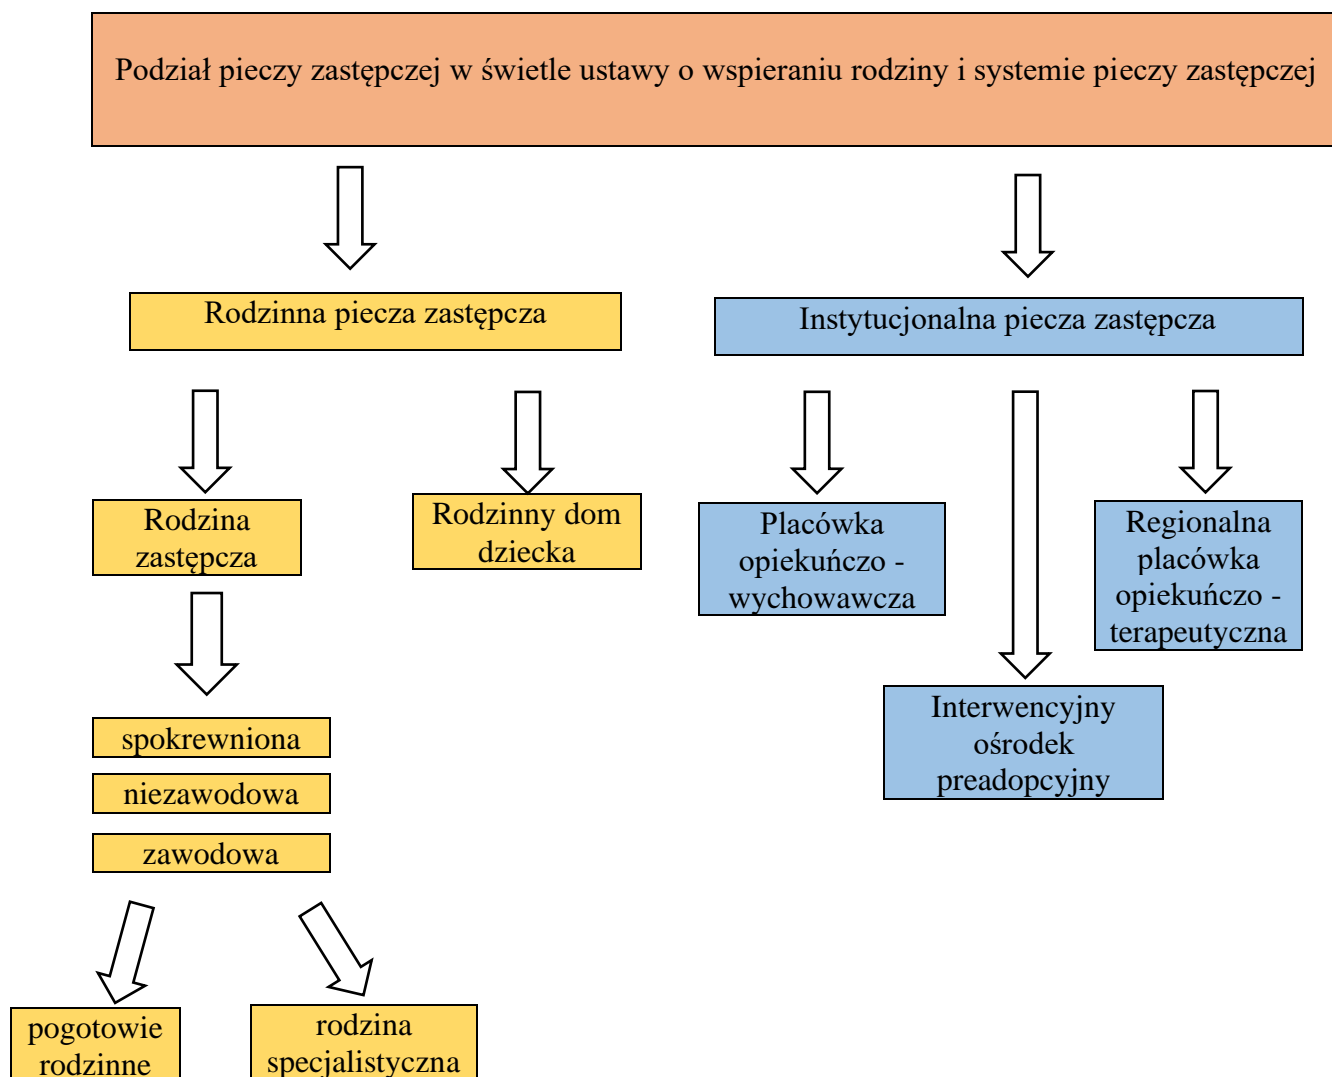 Podział pieczy zastępczej w świetle ustawy o wspieraniu rodziny i systemie pieczy zastępczej
Rodzinna piecza zastępcza
Instytucjonalna piecza zastępcza
Rodzina
zastępcza
Rodzinny dom
dziecka
Placówka
opiekuńczo -
wychowawcza
Regionalna
placówka
opiekuńczo -
terapeutyczna
Interwencyjny
ośrodek
preadopcyjny
spokrewniona
niezawodowa
zawodowa
pogotowie
rodzinne
rodzina
specjalistyczna